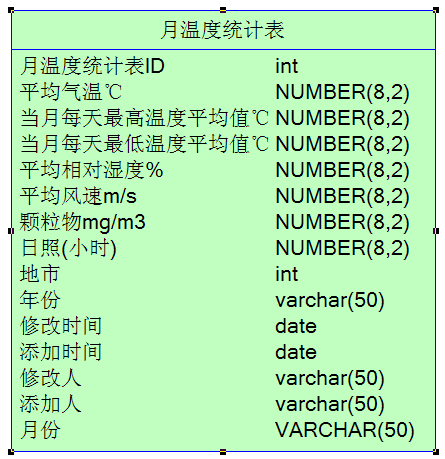 月温度统计表
月温度统计表ID int
平均气温℃ NUMBER(8,2)
当月每天最高温度平均值℃ NUMBER(8,2)
当月每天最低温度平均值℃ NUMBER(8,2)
平均相对湿度% NUMBER(8,2)
平均风速m/s NUMBER(8,2)
颗粒物mg/m3 NUMBER(8,2)
日照(小时) NUMBER(8,2)
地市 int
年份 varchar(50)
修改时间 date
添加时间 date
修改人 varchar(50)
添加人 varchar(50)
月份 VARCHAR(50)